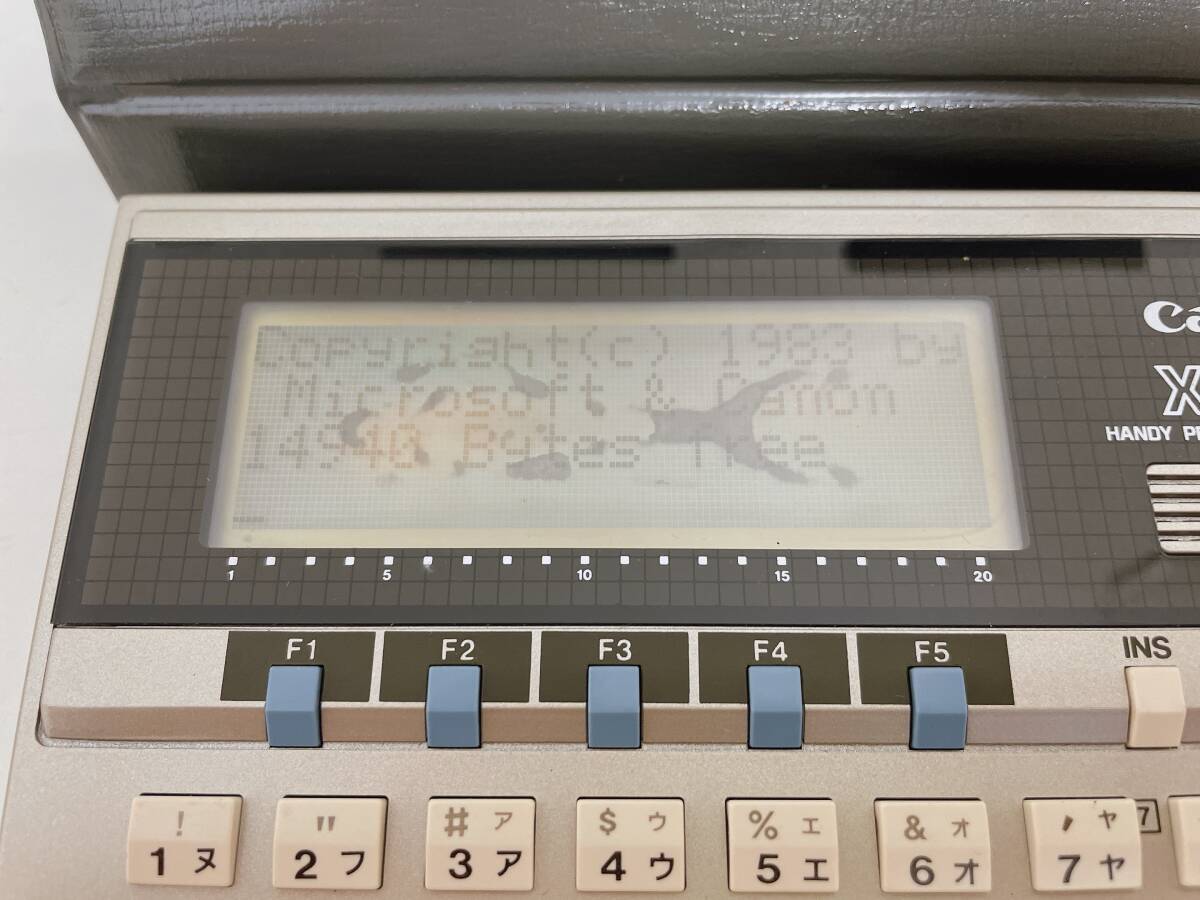 Copyright(c) 1983 by
Microsoft & Canon
14940 Bytes free
Ca
X
HANDY
1 5 10 15 20
F1 F2 F3 F4 F5 INS
! " # ア $ ウ % エ & オ ' ヤ
1 ヌ 2 フ 3 ア 4 ウ 5 エ 6 オ 7 ヤ 7